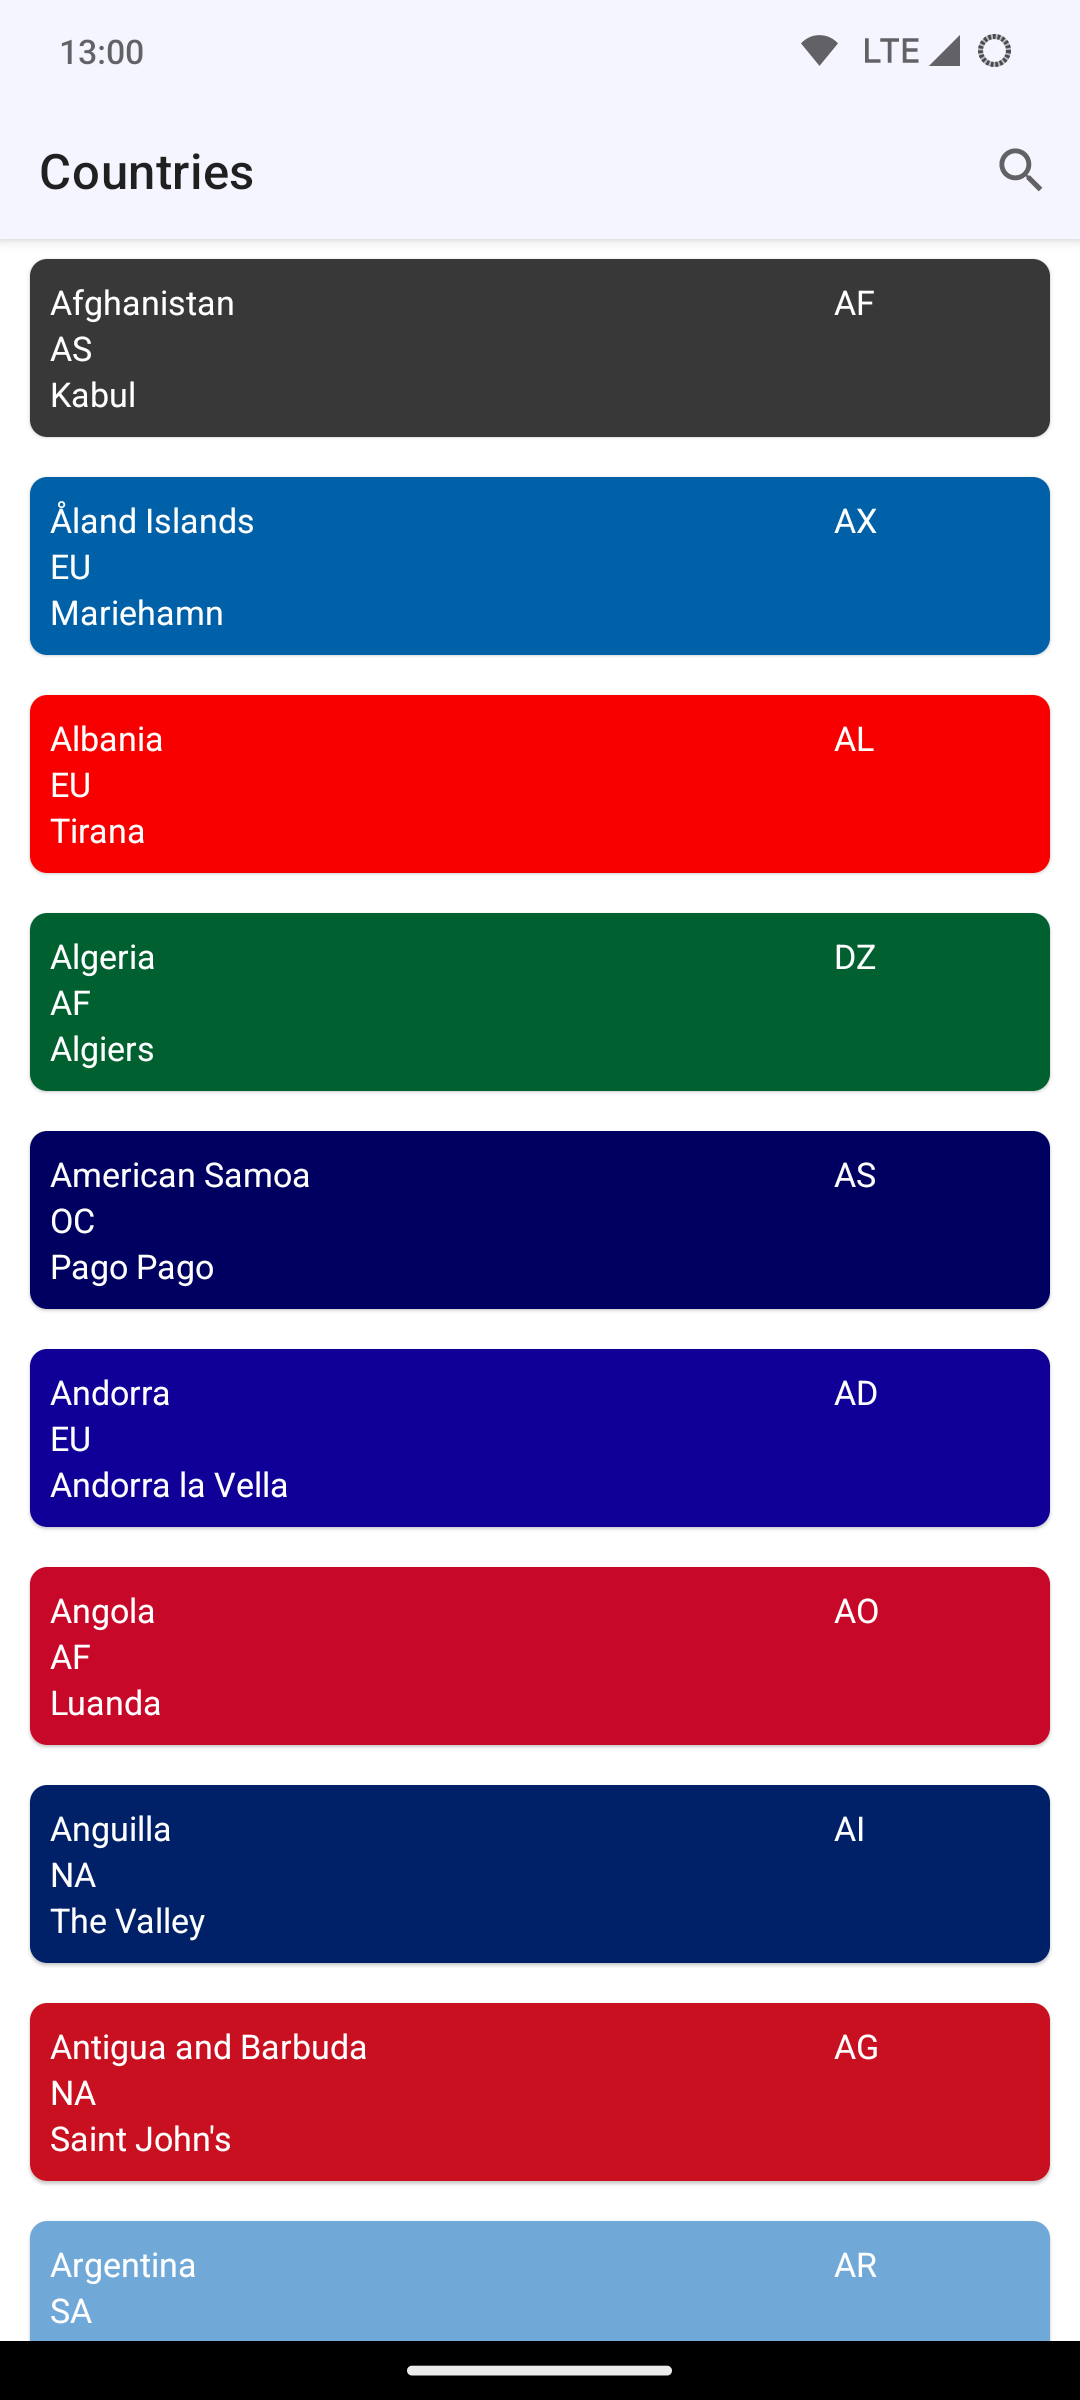 13:00 LTE
Countries
Afghanistan AF
AS
Kabul
Åland Islands AX
EU
Mariehamn
Albania AL
EU
Tirana
Algeria DZ
AF
Algiers
American Samoa AS
OC
Pago Pago
Andorra AD
EU
Andorra la Vella
Angola AO
AF
Luanda
Anguilla AI
NA
The Valley
Antigua and Barbuda AG
NA
Saint John's
Argentina AR
SA